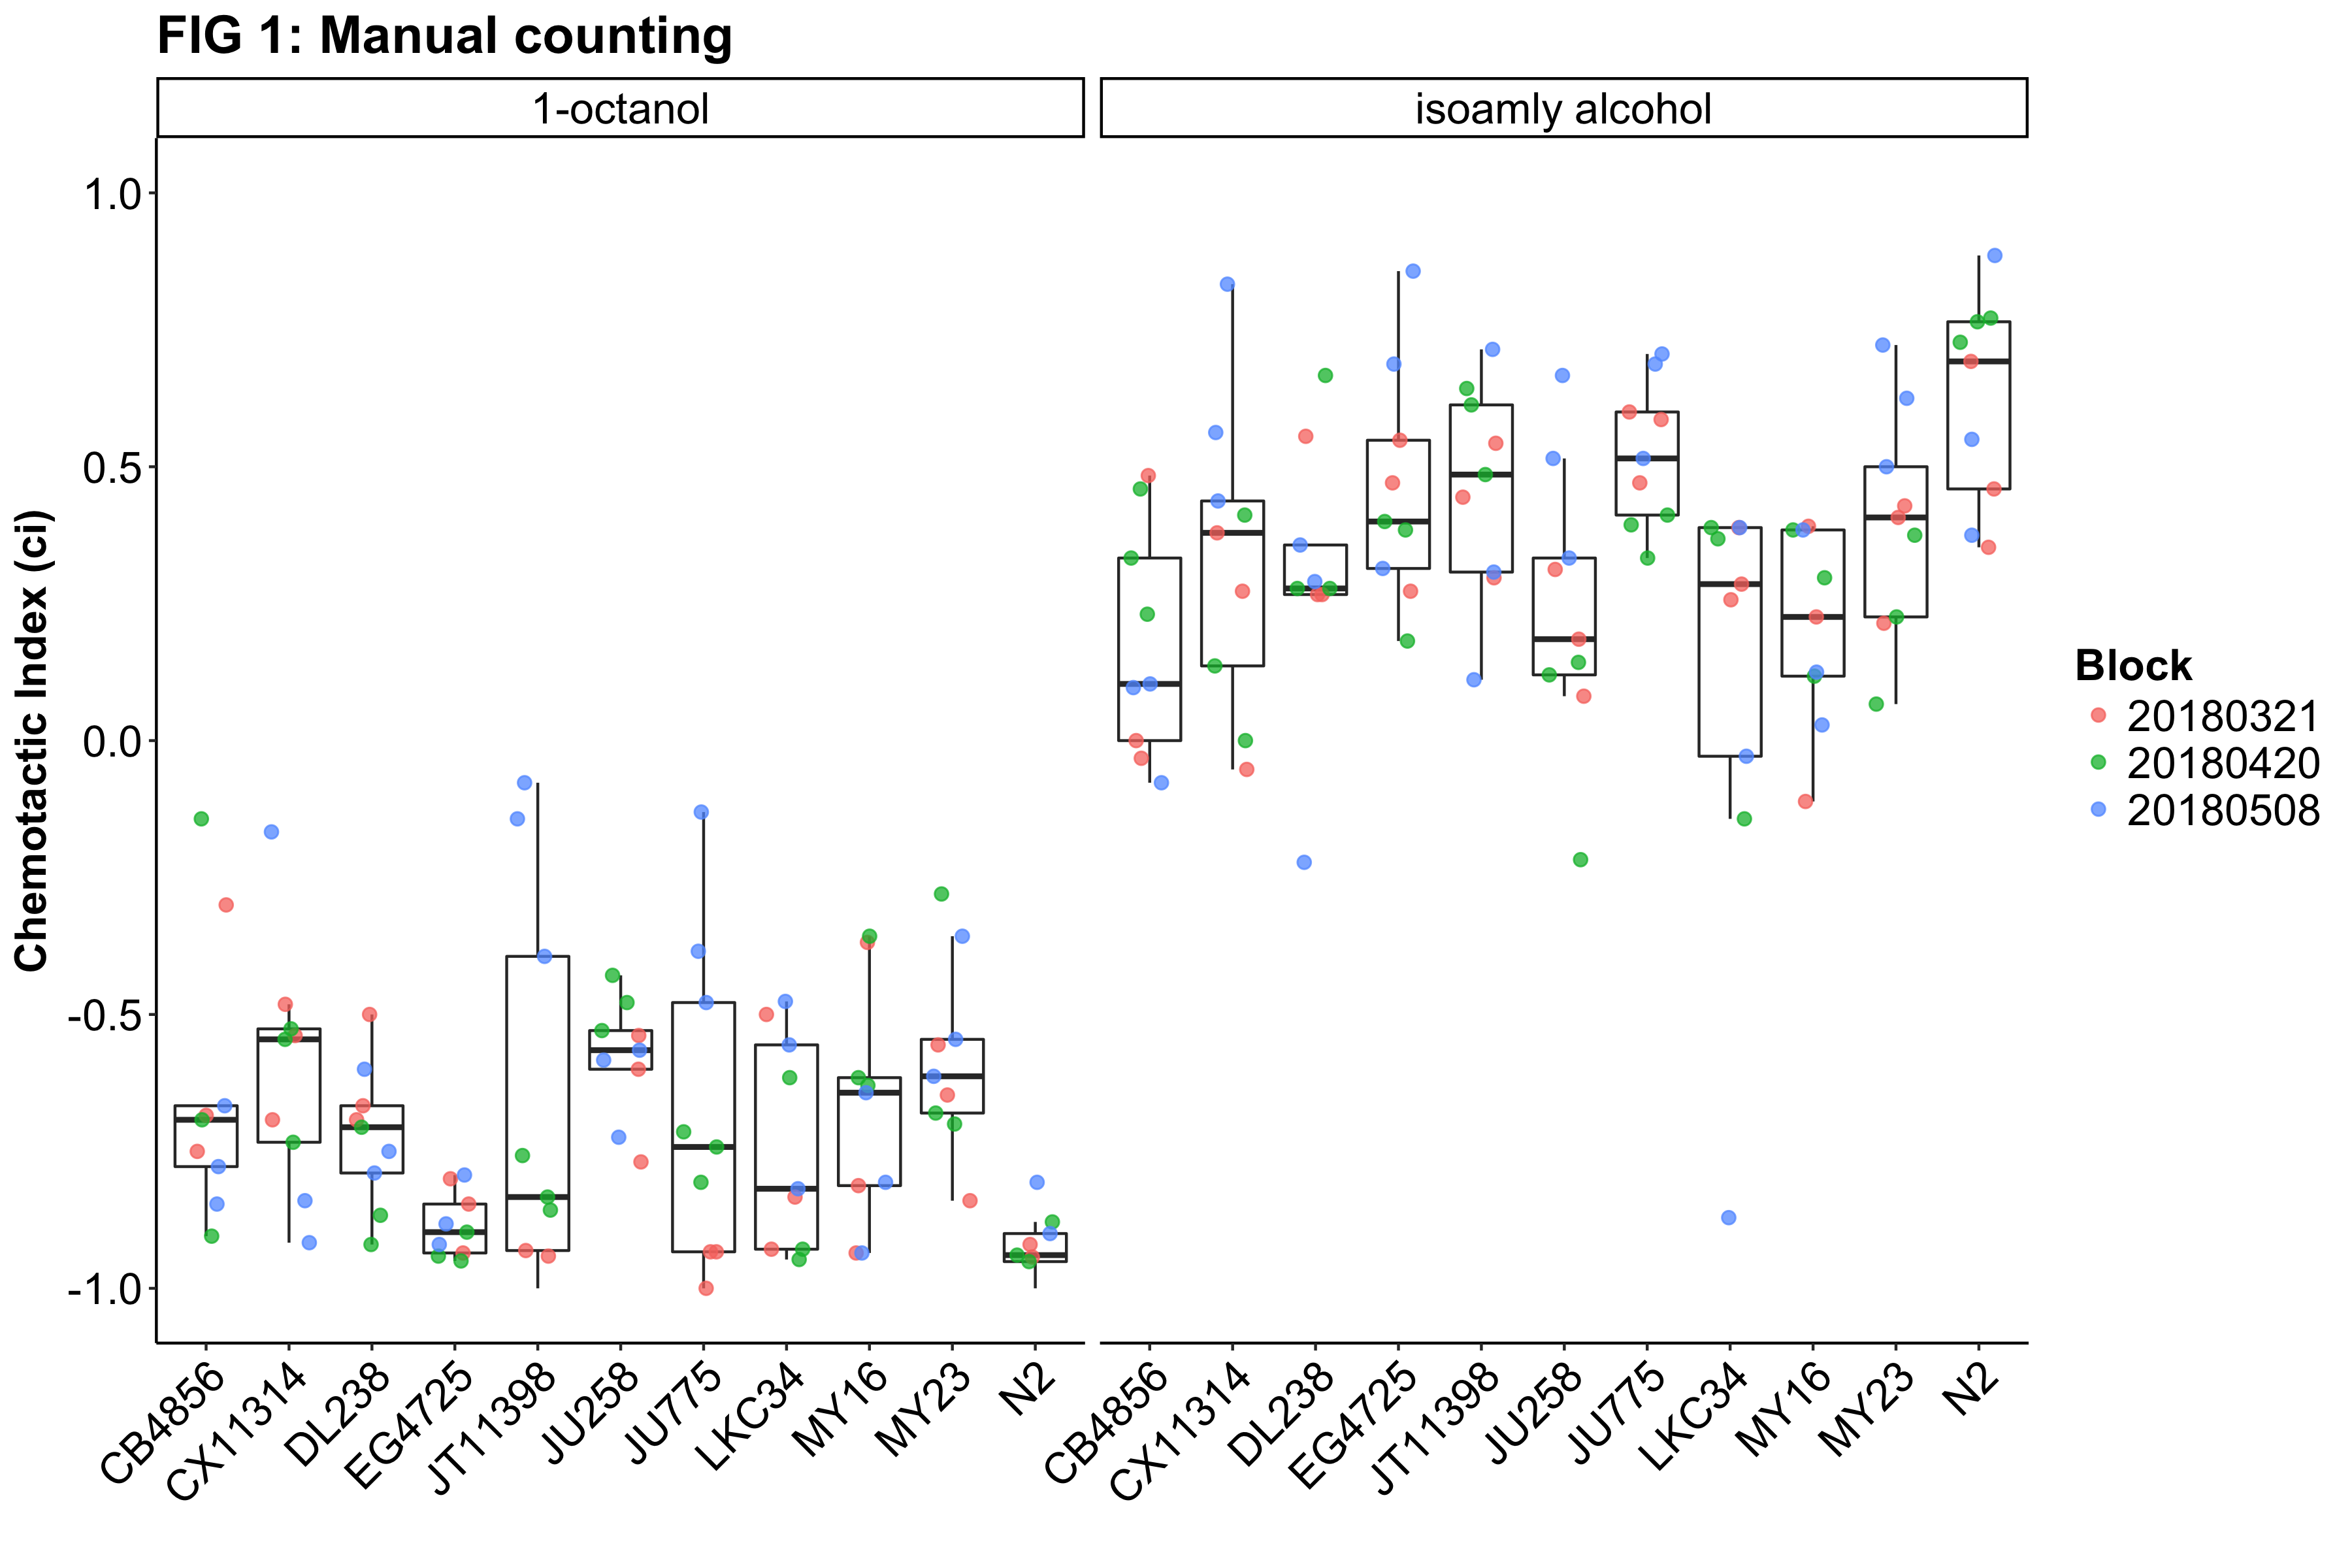 FIG 1: Manual counting
1-octanol
isoamly alcohol
Chemotactic Index (ci)
1.0
0.5
0.0
-0.5
-1.0
CB4856
CX11314
DL238
EG4725
JT11398
JU258
JU775
LKC34
MY16
MY23
N2
CB4856
CX11314
DL238
EG4725
JT11398
JU258
JU775
LKC34
MY16
MY23
N2
Block
20180321
20180420
20180508